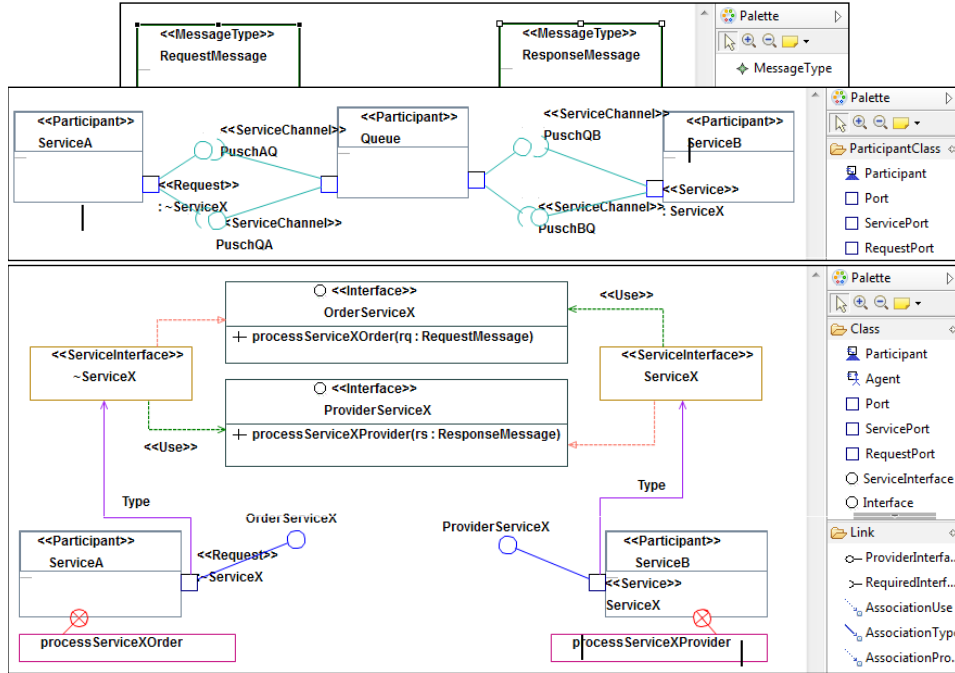 <<MessageType>>
RequestMessage
<<MessageType>>
ResponseMessage
Palette
MessageType
<<Participant>>
ServiceA
<<ServiceChannel>>
PuschAQ
<<Participant>>
Queue
<<ServiceChannel>>
PuschQB
<<Participant>>
ServiceB
<<Request>>
: ~ServiceX
<<ServiceChannel>>
PuschQA
<<ServiceChannel>>
PuschBQ
<<Service>>
: ServiceX
Palette
ParticipantClass
Participant
Port
ServicePort
RequestPort
<<Interface>>
OrderServiceX
processServiceXOrder(rq : RequestMessage)
<<Use>>
<<ServiceInterface>>
~ServiceX
<<ServiceInterface>>
ServiceX
<<Interface>>
ProviderServiceX
processServiceXProvider(rs : ResponseMessage)
<<Use>>
Type
Type
OrderServiceX
ProviderServiceX
<<Participant>>
ServiceA
<<Request>>
~ServiceX
<<Participant>>
ServiceB
<<Service>>
ServiceX
processServiceXOrder
processServiceXProvider
Palette
Class
Participant
Agent
Port
ServicePort
RequestPort
ServiceInterface
Interface
Link
ProviderInterfa...
RequiredInterf...
AssociationUse
AssociationType
AssociationPro...